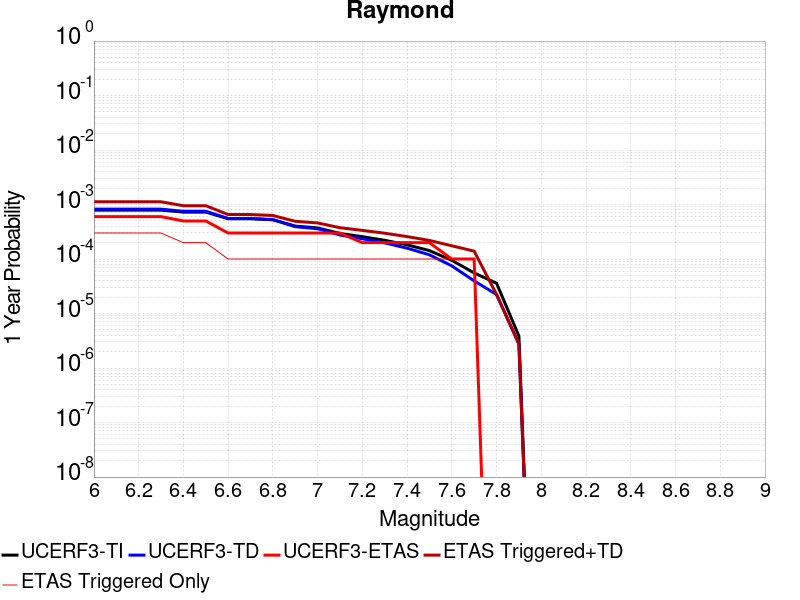 Raymond
10^0
10^-1
10^-2
10^-3
10^-4
10^-5
10^-6
10^-7
10^-8
1 Year Probability
6 6.2 6.4 6.6 6.8 7 7.2 7.4 7.6 7.8 8 8.2 8.4 8.6 8.8 9
Magnitude
UCERF3-TI UCERF3-TD UCERF3-ETAS ETAS Triggered+TD
ETAS Triggered Only